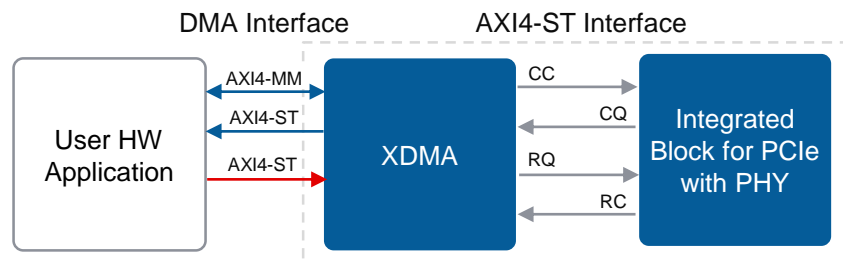 DMA Interface
AXI4-ST Interface
AXI4-MM
AXI4-ST
AXI4-ST
User HW
Application
XDMA
CC
CQ
RQ
RC
Integrated
Block for PCIe
with PHY